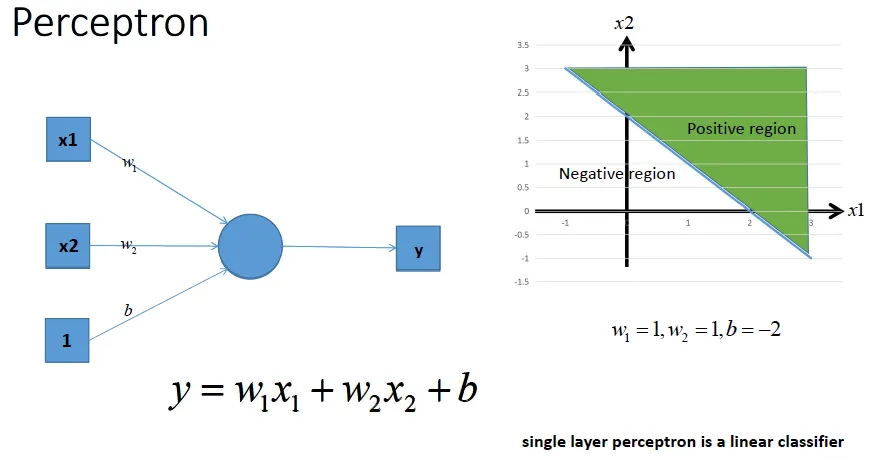 Perceptron
x1
x2
1
w₁
w₂
b
y
y = w₁x₁ + w₂x₂ + b
x2
3.5
3
2.5
2
1.5
1
0.5
0
-0.5
-1
-1.5
-1
1
2
3
x1
Positive region
Negative region
w₁ = 1, w₂ = 1, b = −2
single layer perceptron is a linear classifier